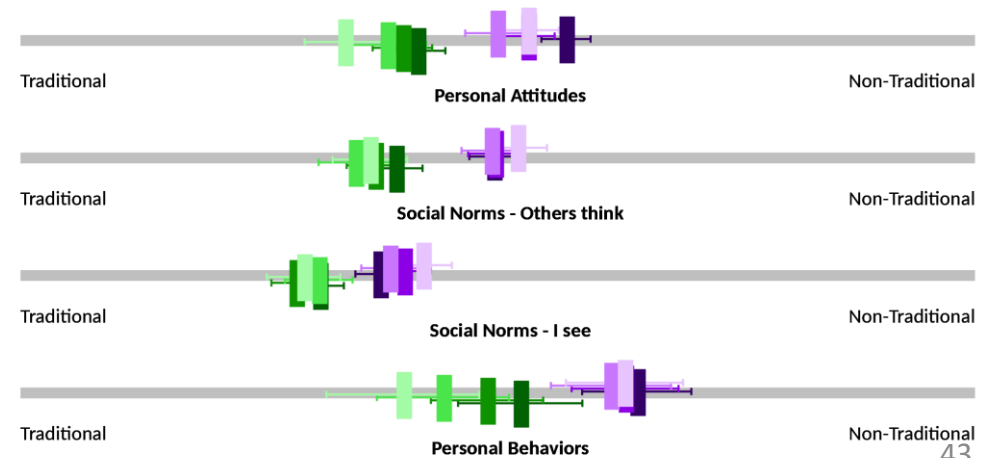 Traditional Non-Traditional
Personal Attitudes
Traditional Non-Traditional
Social Norms - Others think
Traditional Non-Traditional
Social Norms - I see
Traditional Non-Traditional
43
Personal Behaviors